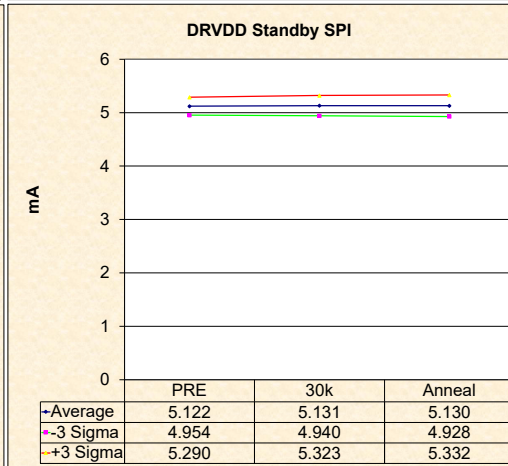 DRVDD Standby SPI
6
5
4
3
2
1
0
mA
PRE 30k Anneal
Average 5.122 5.131 5.130
-3 Sigma 4.954 4.940 4.928
+3 Sigma 5.290 5.323 5.332